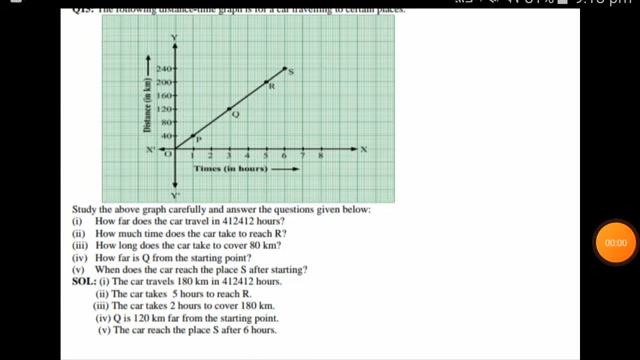 Q15: The following distance-time graph is for a car travelling to certain places.
Y
240
200
160
120
80
40
Distance (in km)
S
R
Q
P
X' O 1 2 3 4 5 6 7 8 X
Times (in hours)
Y'
Study the above graph carefully and answer the questions given below:
(i) How far does the car travel in 412412 hours?
(ii) How much time does the car take to reach R?
(iii) How long does the car take to cover 80 km?
(iv) How far is Q from the starting point?
(v) When does the car reach the place S after starting?
SOL: (i) The car travels 180 km in 412412 hours.
(ii) The car takes 5 hours to reach R.
(iii) The car takes 2 hours to cover 180 km.
(iv) Q is 120 km far from the starting point.
(v) The car reach the place S after 6 hours.
00:00